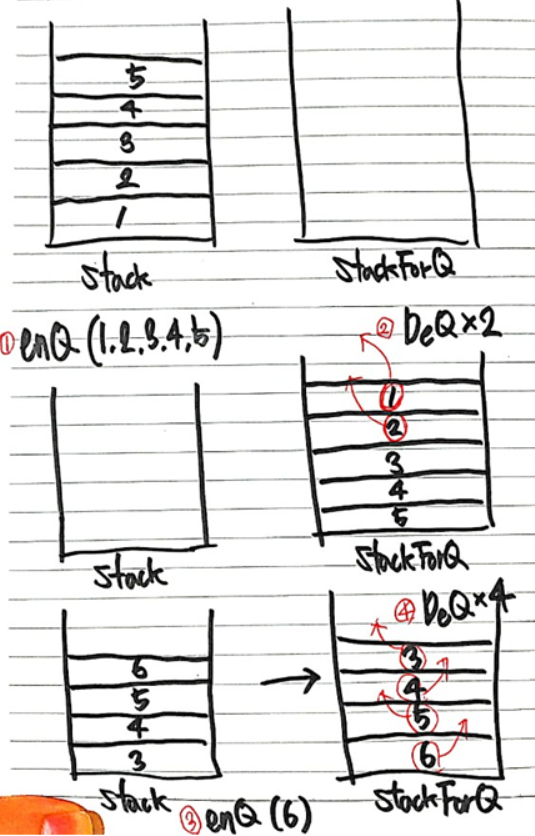 5
4
3
2
1
Stack
StackForQ
① enQ (1.2.3.4.5)
② DeQ×2
1
2
3
4
5
Stack
StackForQ
④ DeQ×4
6
5
4
3
3
4
5
6
Stack
③ enQ (6)
StackForQ